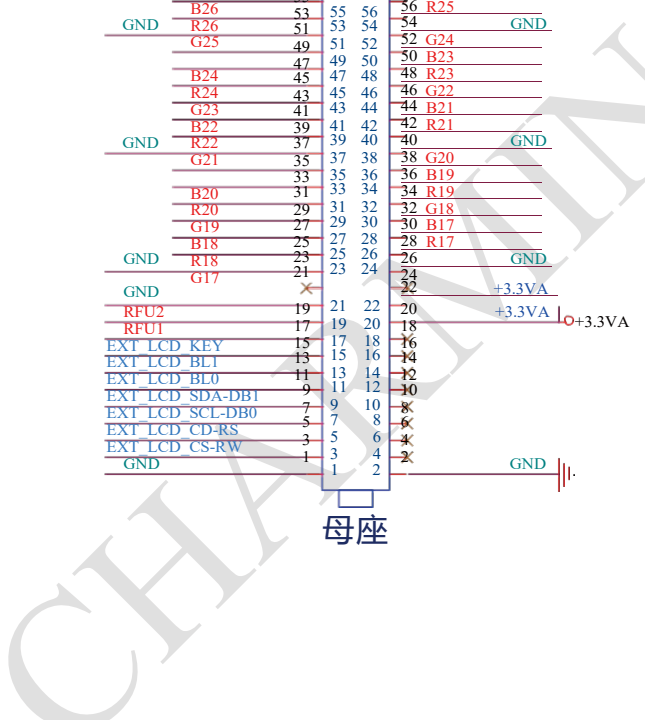 B26 53 55 56 56 R25
GND R26 51 53 54 54 GND
G25 49 51 52 52 G24
47 49 50 50 B23
B24 45 47 48 48 R23
R24 43 45 46 46 G22
G23 41 43 44 44 B21
B22 39 41 42 42 R21
GND R22 37 39 40 40 GND
G21 35 37 38 38 G20
33 35 36 36 B19
B20 31 33 34 34 R19
R20 29 31 32 32 G18
G19 27 29 30 30 B17
B18 25 27 28 28 R17
GND R18 23 25 26 26 GND
G17 21 23 24 24
GND 22 +3.3VA
RFU2 19 21 22 20 +3.3VA
RFU1 17 19 20 18 +3.3VA
EXT_LCD_KEY 15 17 18 16
EXT_LCD_BL1 13 15 16 14
EXT_LCD_BL0 11 13 14 12
EXT_LCD_SDA-DB1 9 11 12 10
EXT_LCD_SCL-DB0 7 9 10 8
EXT_LCD_CD-RS 5 7 8 6
EXT_LCD_CS-RW 3 5 6 4
GND 1 3 4 2 GND
1 2
母座
CHARMIN